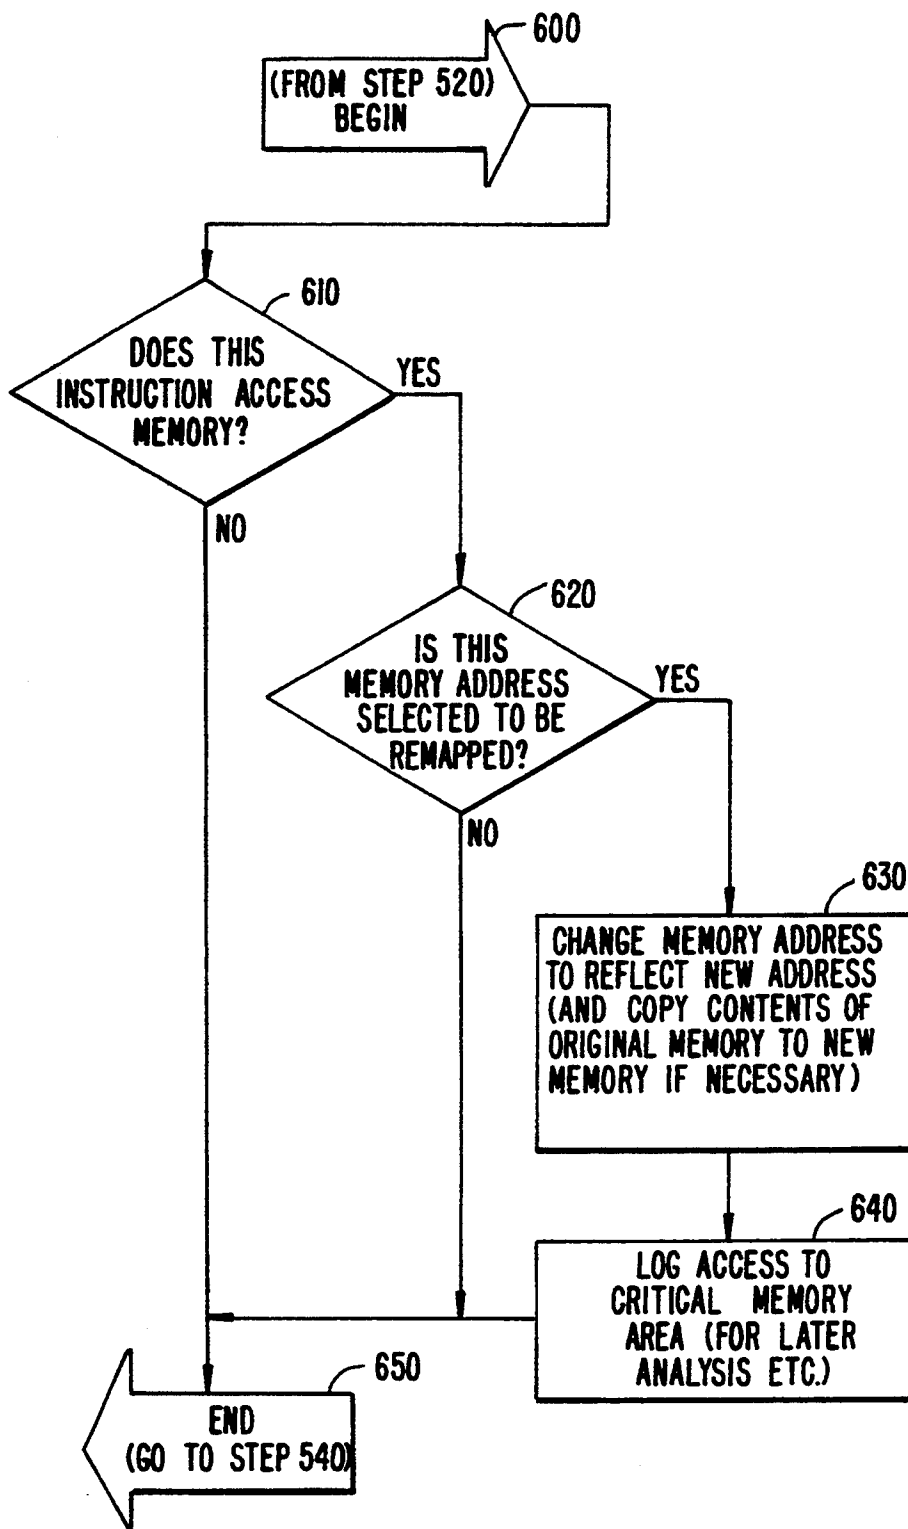 600
(FROM STEP 520)
BEGIN
610
DOES THIS
INSTRUCTION ACCESS
MEMORY?
YES
NO
620
IS THIS
MEMORY ADDRESS
SELECTED TO BE
REMAPPED?
YES
NO
630
CHANGE MEMORY ADDRESS
TO REFLECT NEW ADDRESS
(AND COPY CONTENTS OF
ORIGINAL MEMORY TO NEW
MEMORY IF NECESSARY)
640
LOG ACCESS TO
CRITICAL MEMORY
AREA (FOR LATER
ANALYSIS ETC.)
650
END
(GO TO STEP 540)